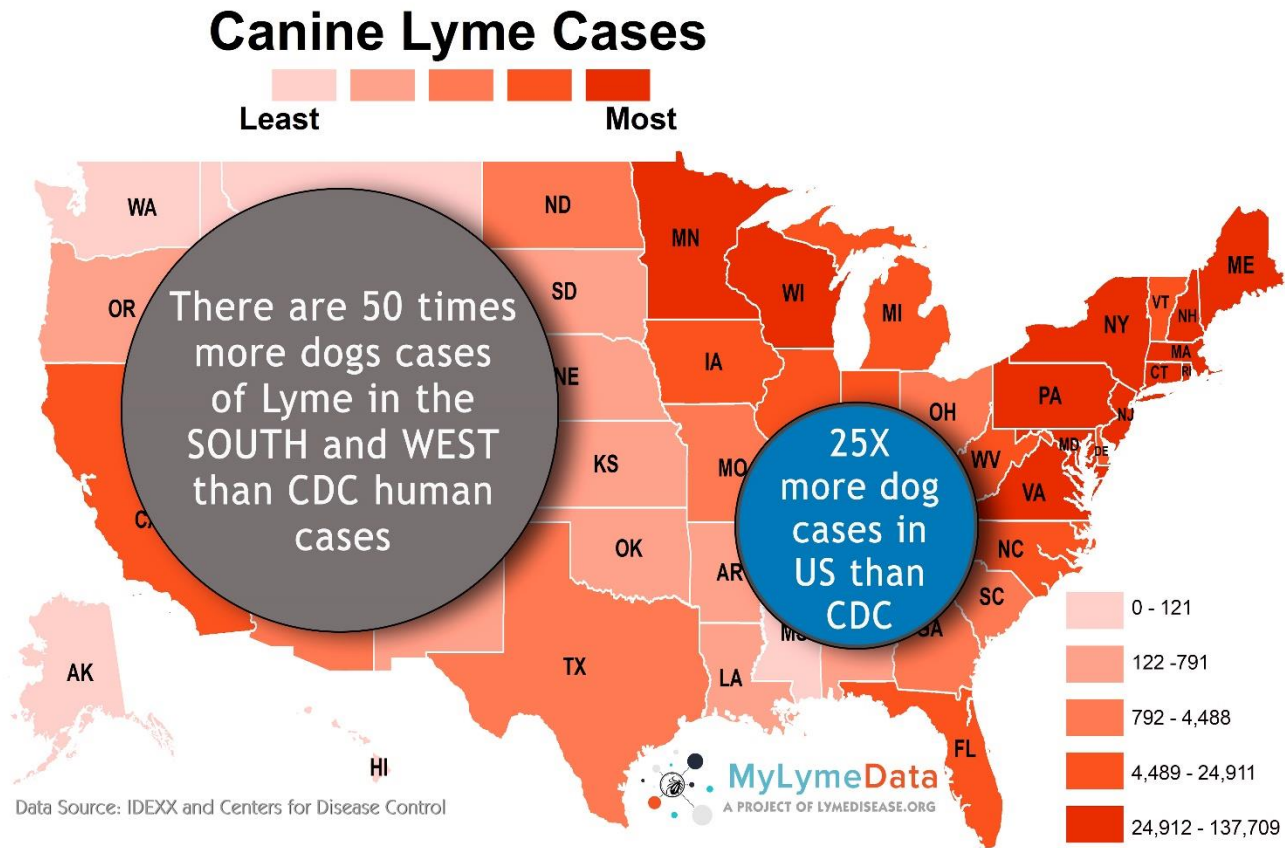 Canine Lyme Cases
Least
Most
WA
ND
MN
ME
OR
SD
WI
MI
VT
NH
NY
MA
CT
RI
IA
NE
PA
NJ
OH
MD
DE
WV
VA
KS
MO
NC
OK
AR
SC
TX
LA
FL
AK
HI
There are 50 times
more dogs cases
of Lyme in the
SOUTH and WEST
than CDC human
cases
25X
more dog
cases in
US than
CDC
0 - 121
122 -791
792 - 4,488
4,489 - 24,911
24,912 - 137,709
MyLymeData
A PROJECT OF LYMEDISEASE.ORG
Data Source: IDEXX and Centers for Disease Control